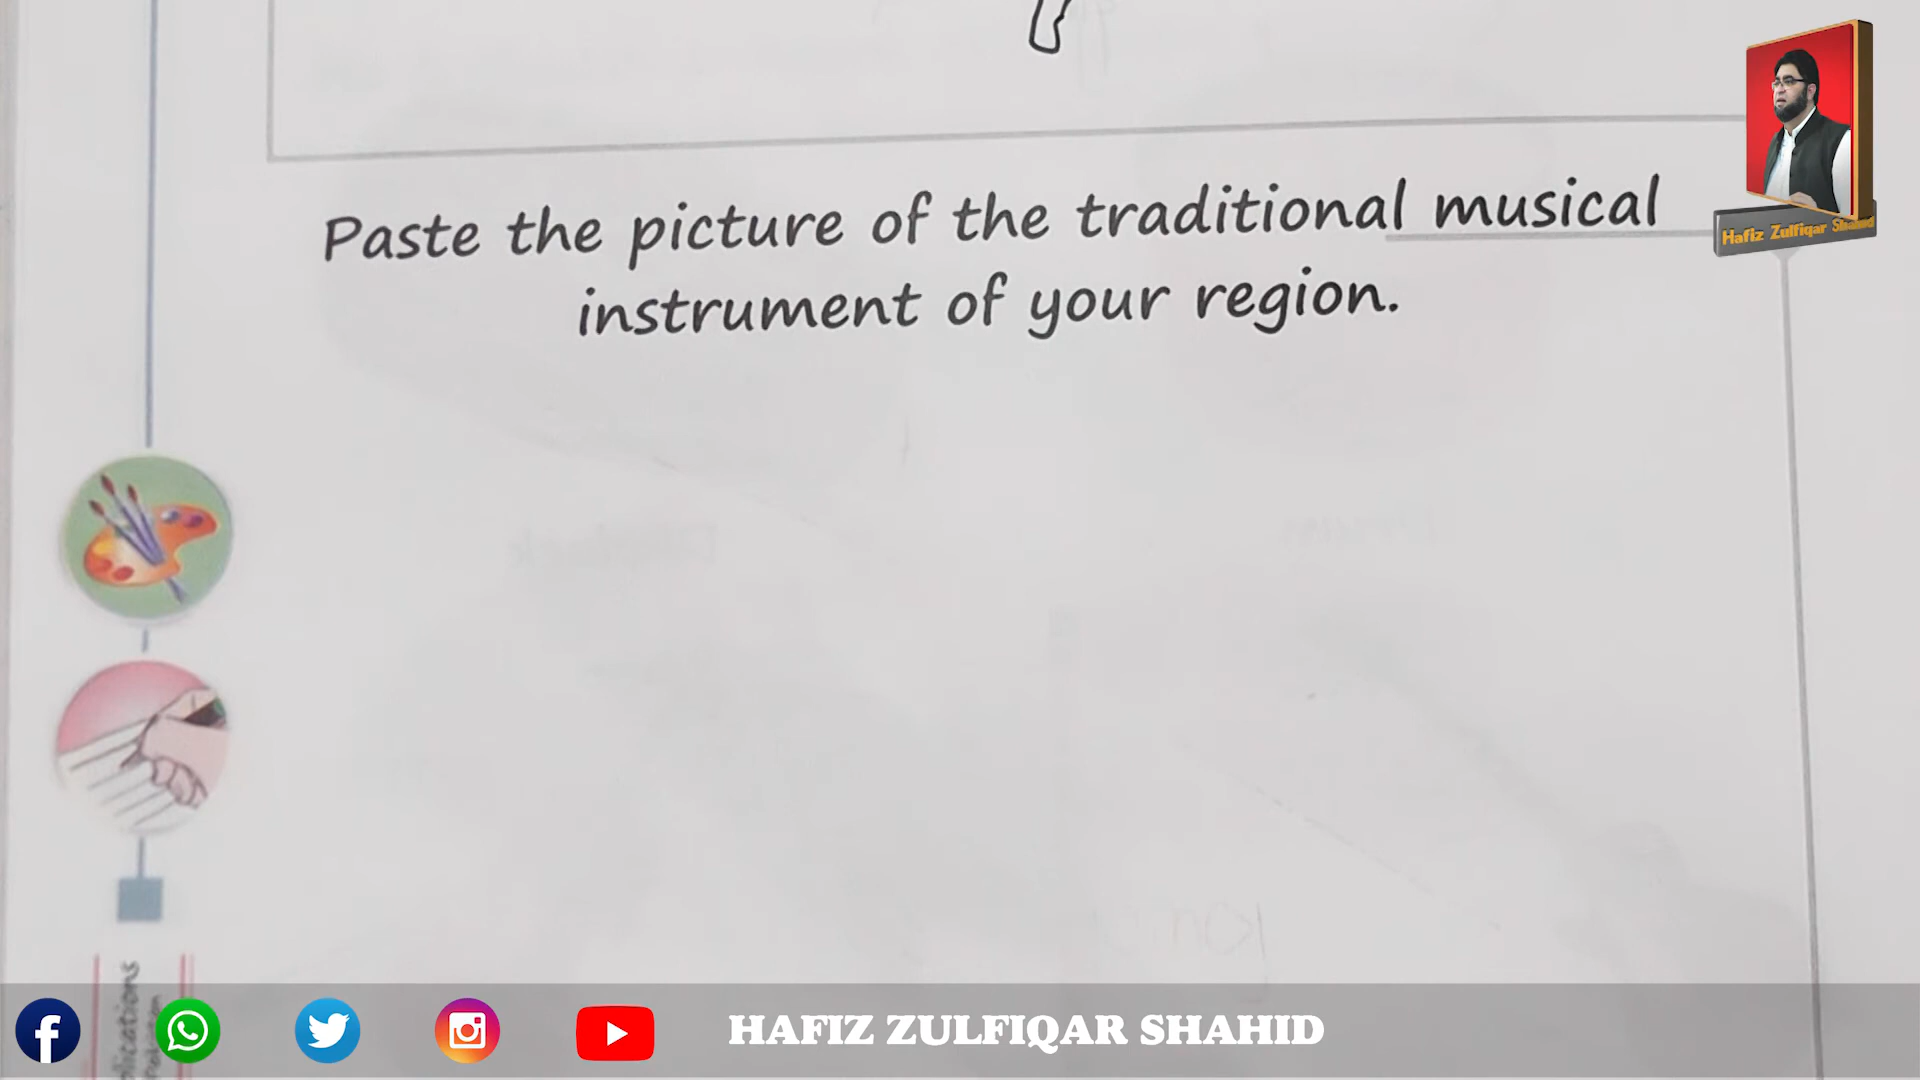 Paste the picture of the traditional musical
instrument of your region.
Hafiz Zulfiqar Shahid
HAFIZ ZULFIQAR SHAHID